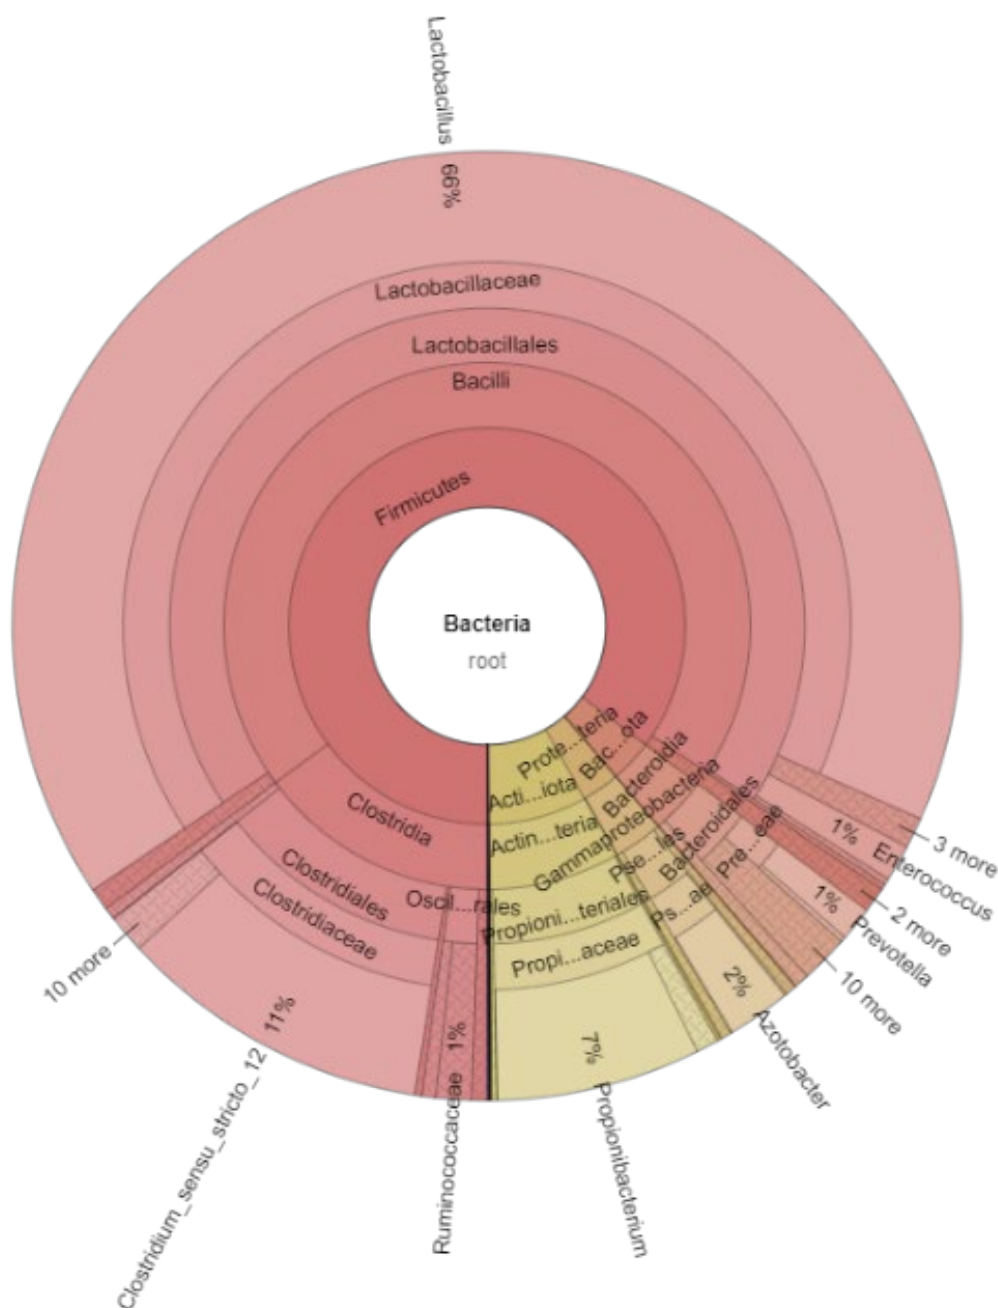 Lactobacillus 66%
Lactobacillaceae
Lactobacillales
Bacilli
Firmicutes
Bacteria
root
Prote...teria
Bac...ota
Acti...iota
Bacteroidia
Actin...teria
Gammaproteobacteria
Clostridia
Pse...les
Bacteroidales
Pre...eae
1% Enterococcus
3 more
2 more
1% Prevotella
10 more
Clostridiales
Oscil...rales
Propioni...teriales
Ps...ae
Clostridiaceae
Propi...aceae
2% Azotobacter
10 more
Clostridium_sensu_stricto_12 11%
Ruminococcaceae 1%
7% Propionibacterium